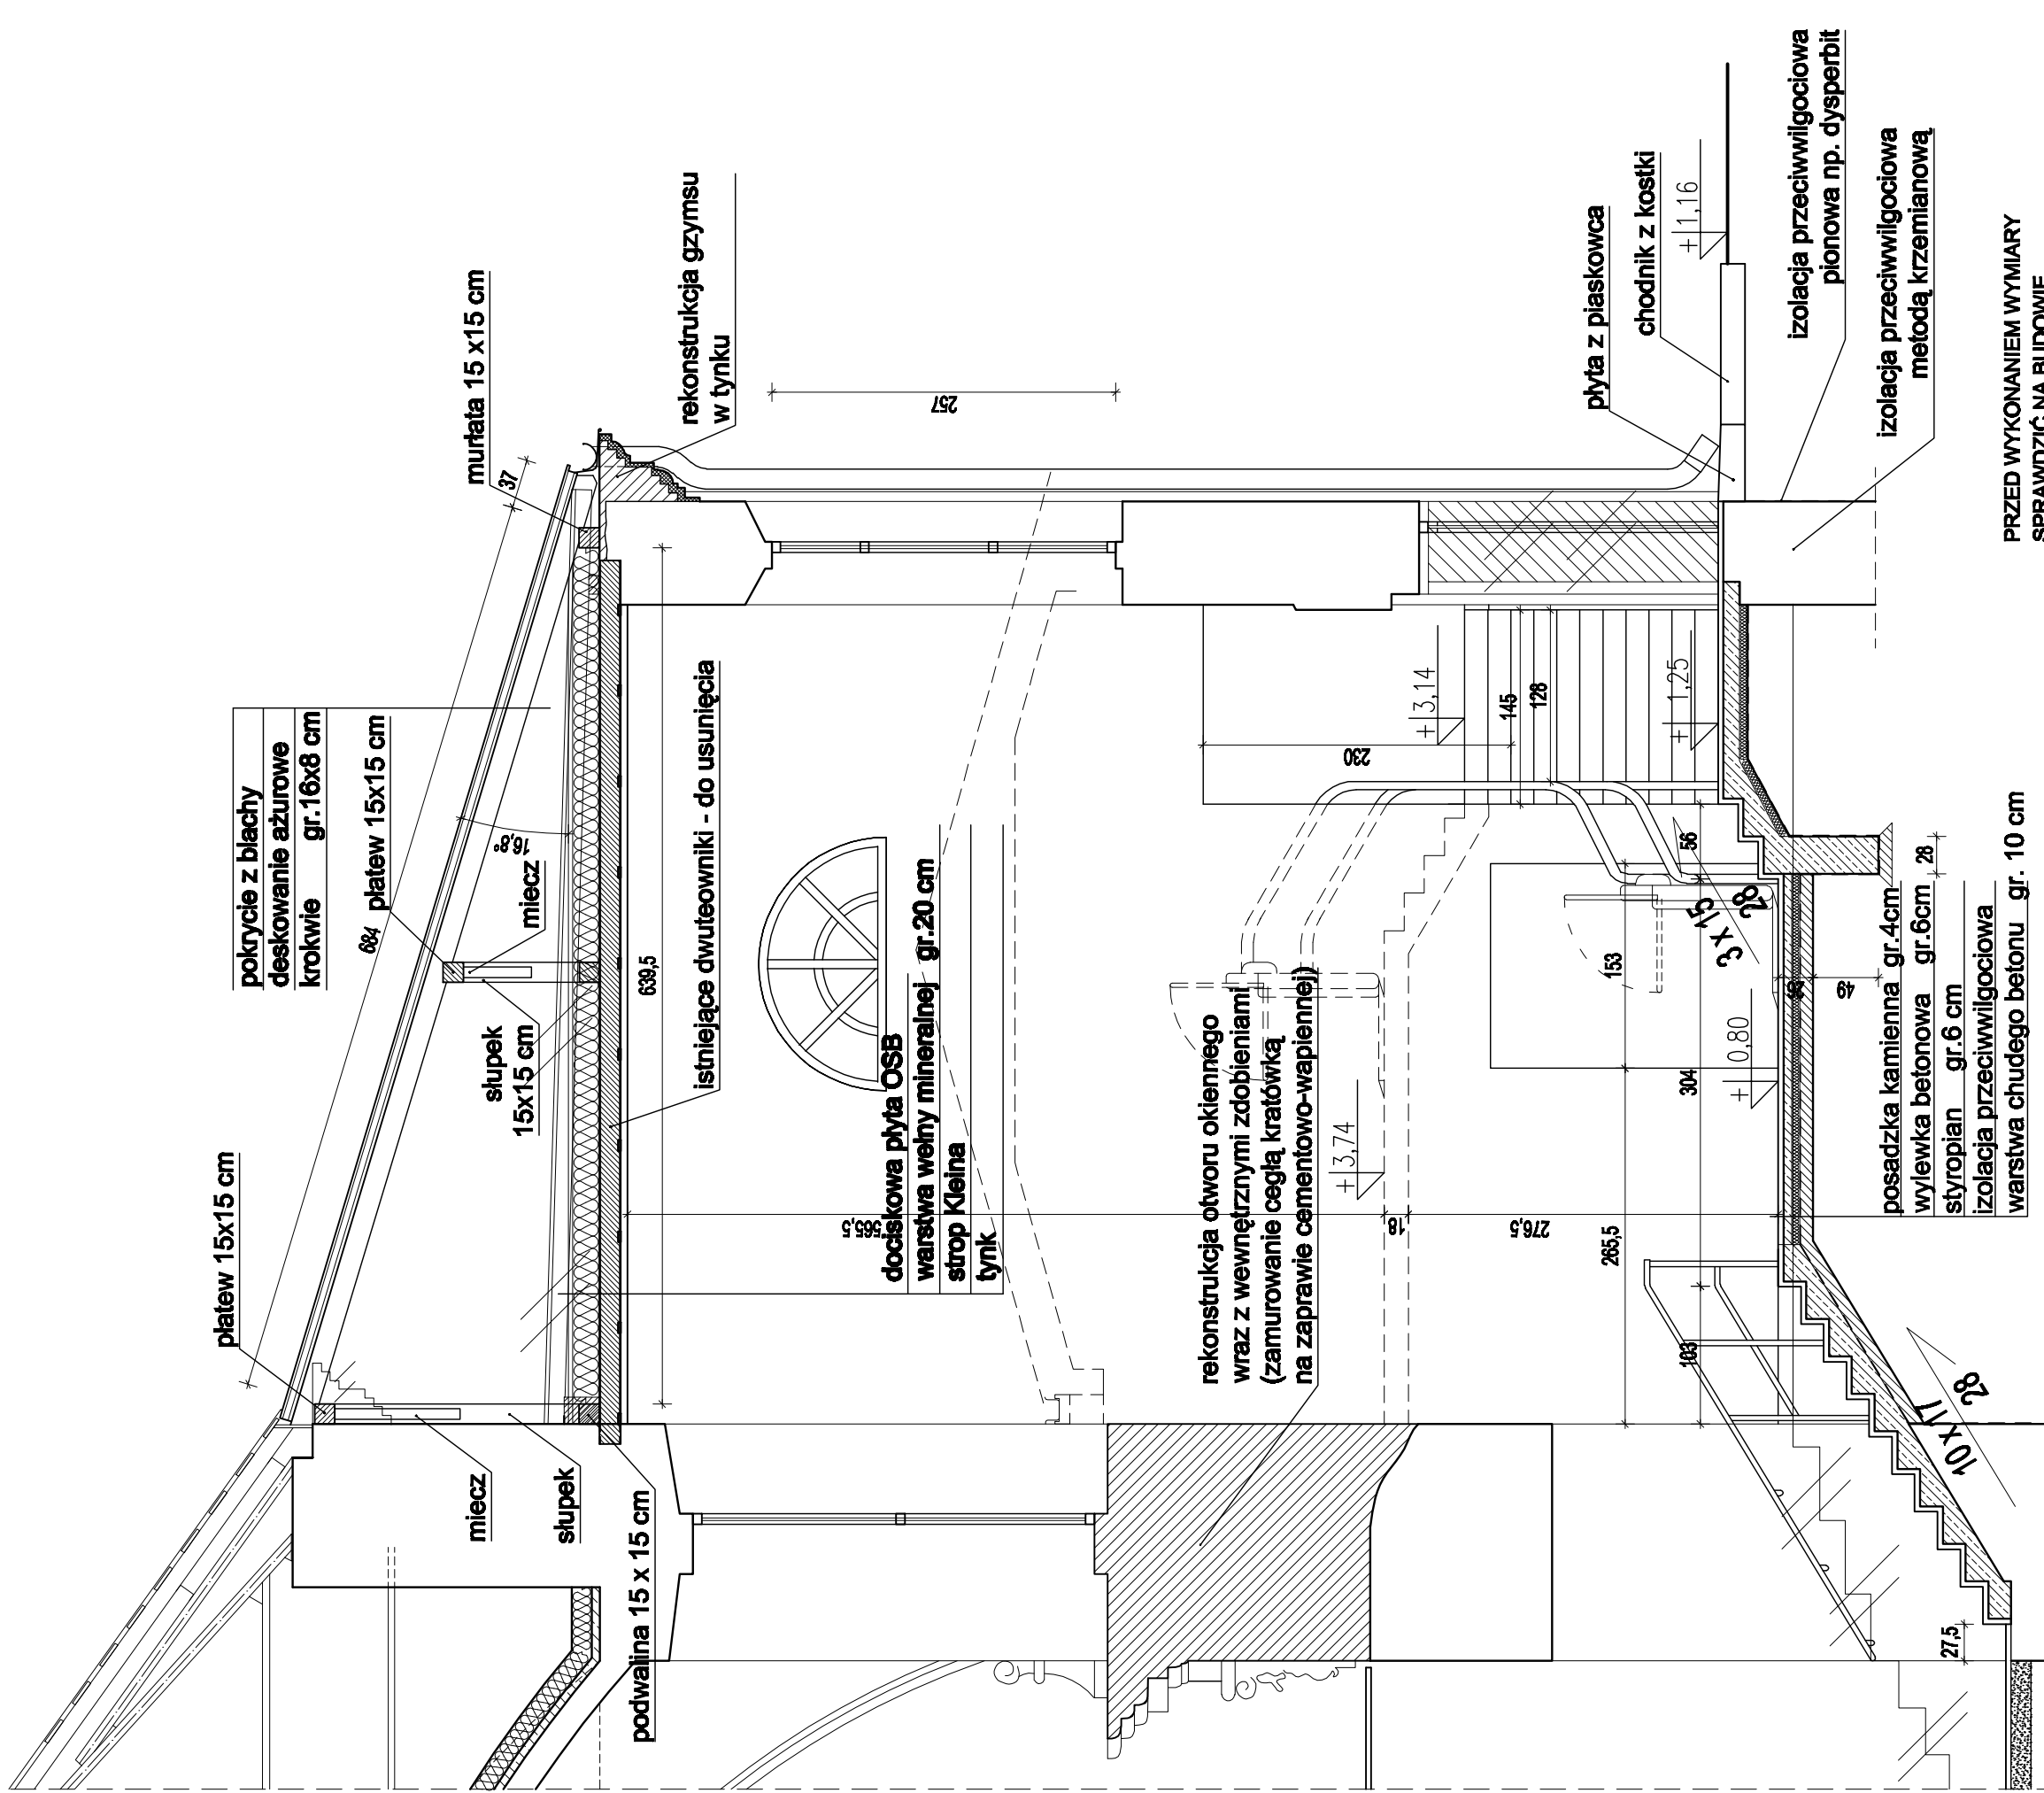 pokrycie z blachy
deskowanie ażurowe
krokwie gr.16x8 cm
płatew 15x15 cm
murłata 15 x15 cm
37
rekonstrukcja gzymsu
w tynku
684
16,8°
miecz
słupek
15x15 cm
płatew 15x15 cm
639,5
istniejące dwuteowniki - do usunięcia
257
dociskowa płyta OSB
warstwa wełny mineralnej gr.20 cm
strop Kleina
tynk
565,5
miecz
słupek
podwalina 15 x 15 cm
rekonstrukcja otworu okiennego
wraz z wewnętrznymi zdobieniami
(zamurowanie cegłą kratówką
na zaprawie cementowo-wapiennej)
+3,74
18
276,5
265,5
230
+3,14
145
128
+1,25
56
3 x 15
28
153
304
+ 0,80
26
49
28
103
10 x 17
28
27,5
płyta z piaskowca
chodnik z kostki
+1,16
izolacja przeciwwilgociowa
pionowa np. dysperbit
izolacja przeciwwilgociowa
metodą krzemianową
posadzka kamienna gr.4cm
wylewka betonowa gr.6cm
styropian gr.6 cm
izolacja przeciwwilgociowa
warstwa chudego betonu gr. 10 cm
PRZED WYKONANIEM WYMIARY
SPRAWDZIĆ NA BUDOWIE